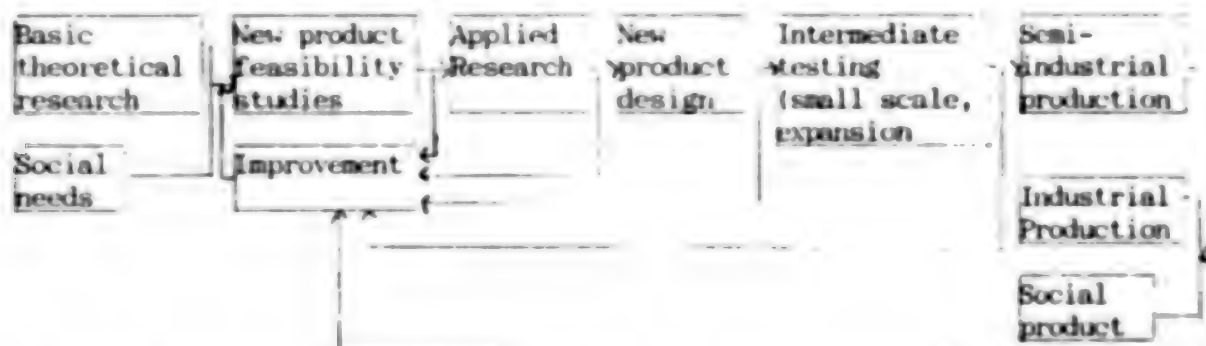 Basic
theoretical
research
New product
feasibility
studies
Applied
Research
New
product
design
Intermediate
testing
(small scale,
expansion
Semi-
industrial
production
Social
needs
Improvement
Industrial
Production
Social
product